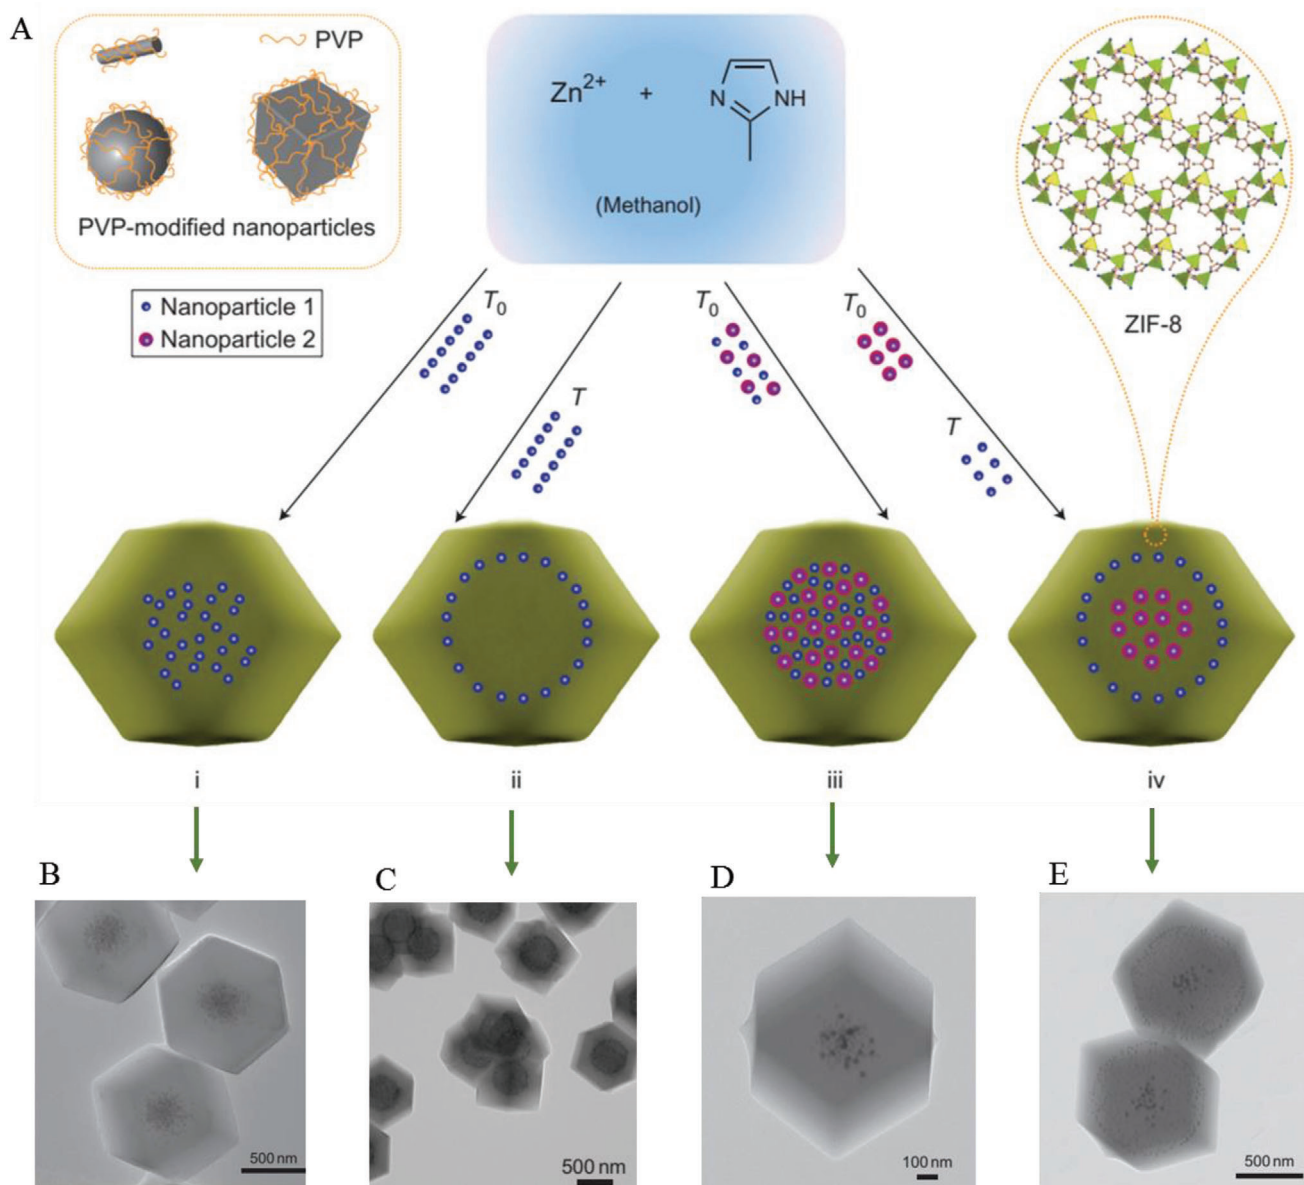 A
PVP
PVP-modified nanoparticles
Zn²⁺ + N NH
(Methanol)
ZIF-8
Nanoparticle 1
Nanoparticle 2
T₀ T₀ T₀
T T
i ii iii iv
B C D E
500 nm 500 nm 100 nm 500 nm